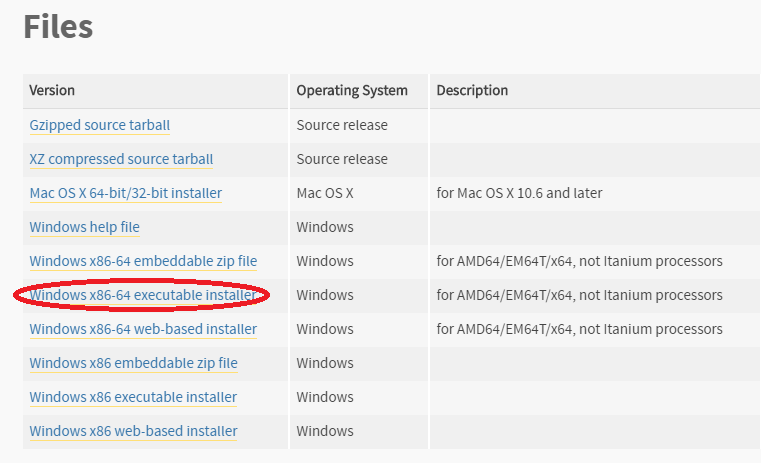 Files
Version Operating System Description
Gzipped source tarball Source release
XZ compressed source tarball Source release
Mac OS X 64-bit/32-bit installer Mac OS X for Mac OS X 10.6 and later
Windows help file Windows
Windows x86-64 embeddable zip file Windows for AMD64/EM64T/x64, not Itanium processors
Windows x86-64 executable installer Windows for AMD64/EM64T/x64, not Itanium processors
Windows x86-64 web-based installer Windows for AMD64/EM64T/x64, not Itanium processors
Windows x86 embeddable zip file Windows
Windows x86 executable installer Windows
Windows x86 web-based installer Windows